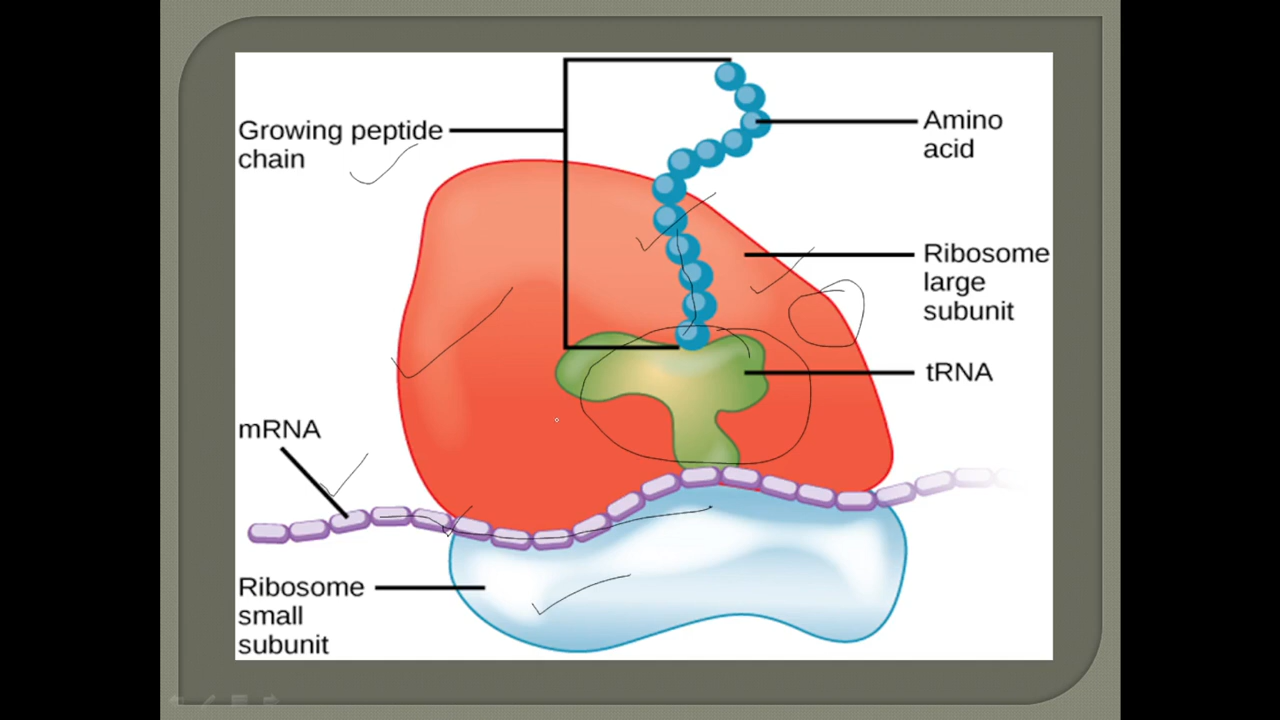 Growing peptide
chain
Amino
acid
Ribosome
large
subunit
tRNA
mRNA
Ribosome
small
subunit